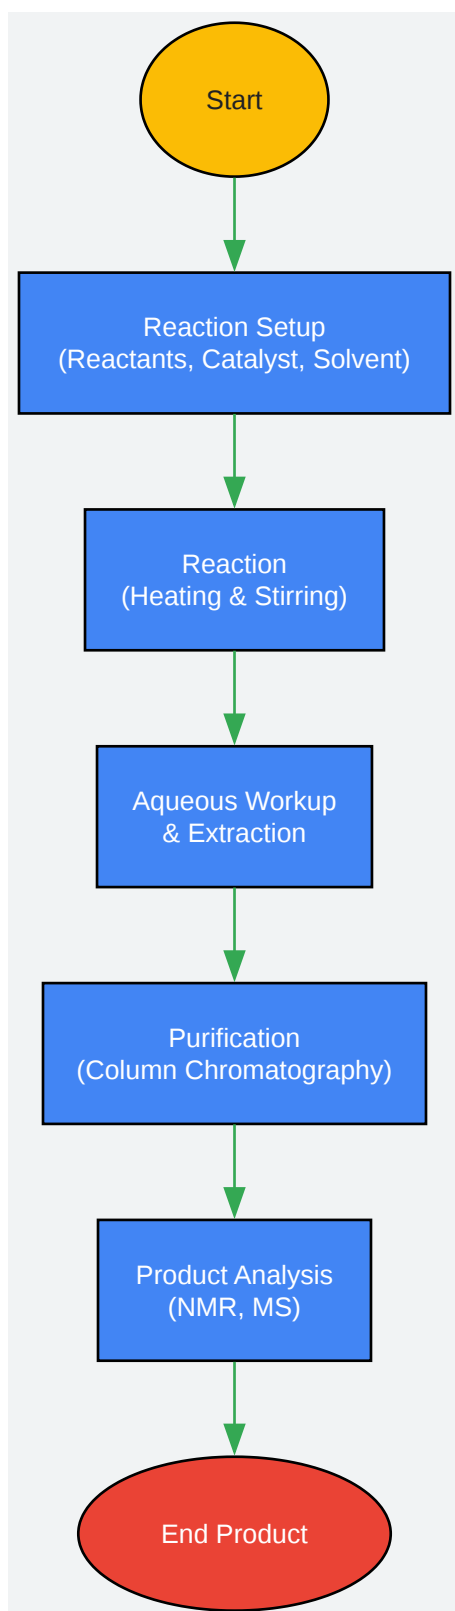 Start
Reaction Setup
(Reactants, Catalyst, Solvent)
Reaction
(Heating & Stirring)
Aqueous Workup
& Extraction
Purification
(Column Chromatography)
Product Analysis
(NMR, MS)
End Product